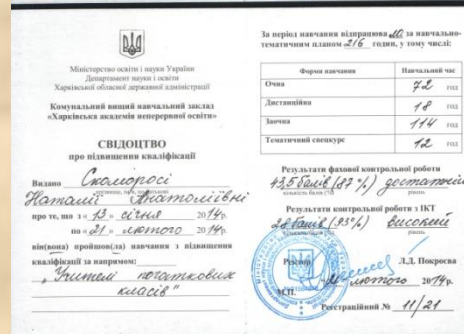 Міністерство освіти і науки України
Департамент науки і освіти
Харківської обласної державної адміністрації
Комунальний вищий навчальний заклад
«Харківська академія неперервної освіти»
СВІДОЦТВО
про підвищення кваліфікації
Видано Скоморосі
Наталії Анатоліївні
про те, що з «13» січня 2014р.
по «21» лютого 2014р.
він(вона) пройшов(ла) навчання з підвищення
кваліфікації за напрямом:
„Учителі початкових
класів"
За період навчання відпрацював за навчально-
тематичним планом 216 годин, у тому числі:
Форми навчання Навчальний час
Очна 72 год
Дистанційна 18 год
Заочна 114 год
Тематичний спецкурс 12 год
Результати фахової контрольної роботи
43,5 балів (87%) достатній
Результати контрольної роботи з ІКТ
28 балів (93%) високий
Ректор Л.Д. Покроєва
М.П. лютого 2014р.
Реєстраційний № 11/21